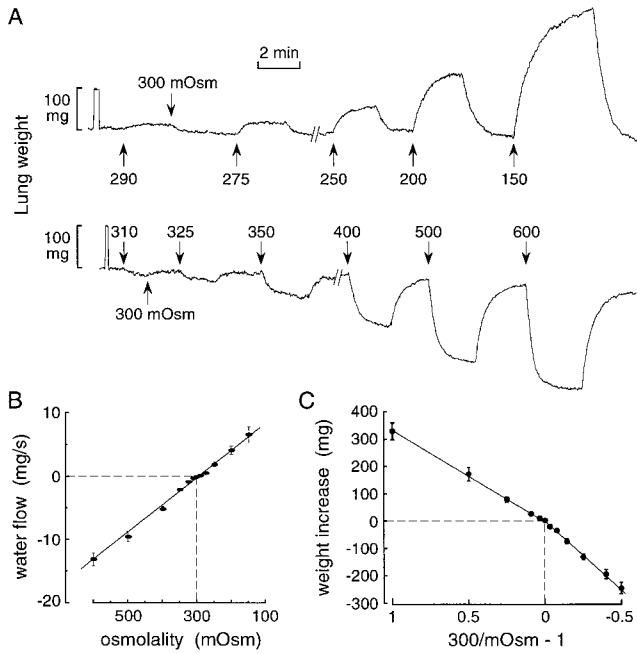 A
2 min
300 mOsm
100 mg
Lung weight
290 275 250 200 150
100 mg
310 325 350 400 500 600
300 mOsm
B
10
0
-10
-20
water flow (mg/s)
500 300 100
osmolality (mOsm)
C
400
300
200
100
0
-100
-200
-300
weight increase (mg)
1 0.5 0 -0.5
300/mOsm - 1